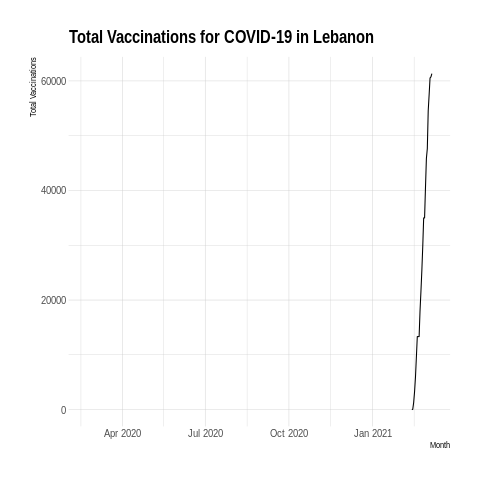 Total Vaccinations for COVID-19 in Lebanon
Total Vaccinations
60000
40000
20000
0
Apr 2020 Jul 2020 Oct 2020 Jan 2021
Month